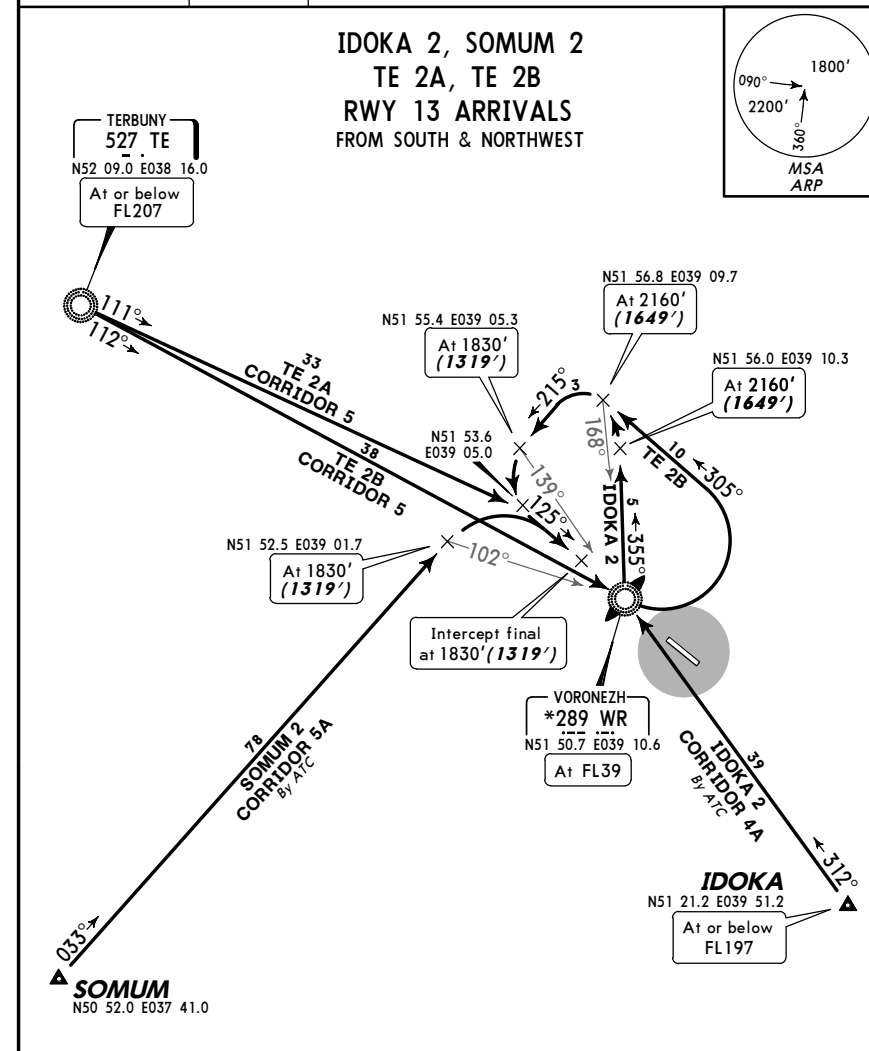 IDOKA 2, SOMUM 2
TE 2A, TE 2B
RWY 13 ARRIVALS
FROM SOUTH & NORTHWEST
090°
1800'
2200'
360°
MSA
ARP
TERBUNY
527 TE
N52 09.0 E038 16.0
At or below
FL207
111°
112°
33
TE 2A
CORRIDOR 5
38
TE 2B
CORRIDOR 5
N51 56.8 E039 09.7
At 2160'
(1649')
N51 55.4 E039 05.3
At 1830'
(1319')
N51 56.0 E039 10.3
At 2160'
(1649')
215°
3
168°
10
TE 2B
305°
N51 53.6
E039 05.0
139°
125°
IDOKA 2
5
355°
N51 52.5 E039 01.7
At 1830'
(1319')
102°
Intercept final
at 1830'(1319')
VORONEZH
*289 WR
N51 50.7 E039 10.6
At FL39
78
SOMUM 2
CORRIDOR 5A
By ATC
39
IDOKA 2
CORRIDOR 4A
By ATC
312°
IDOKA
N51 21.2 E039 51.2
At or below
FL197
033°
SOMUM
N50 52.0 E037 41.0